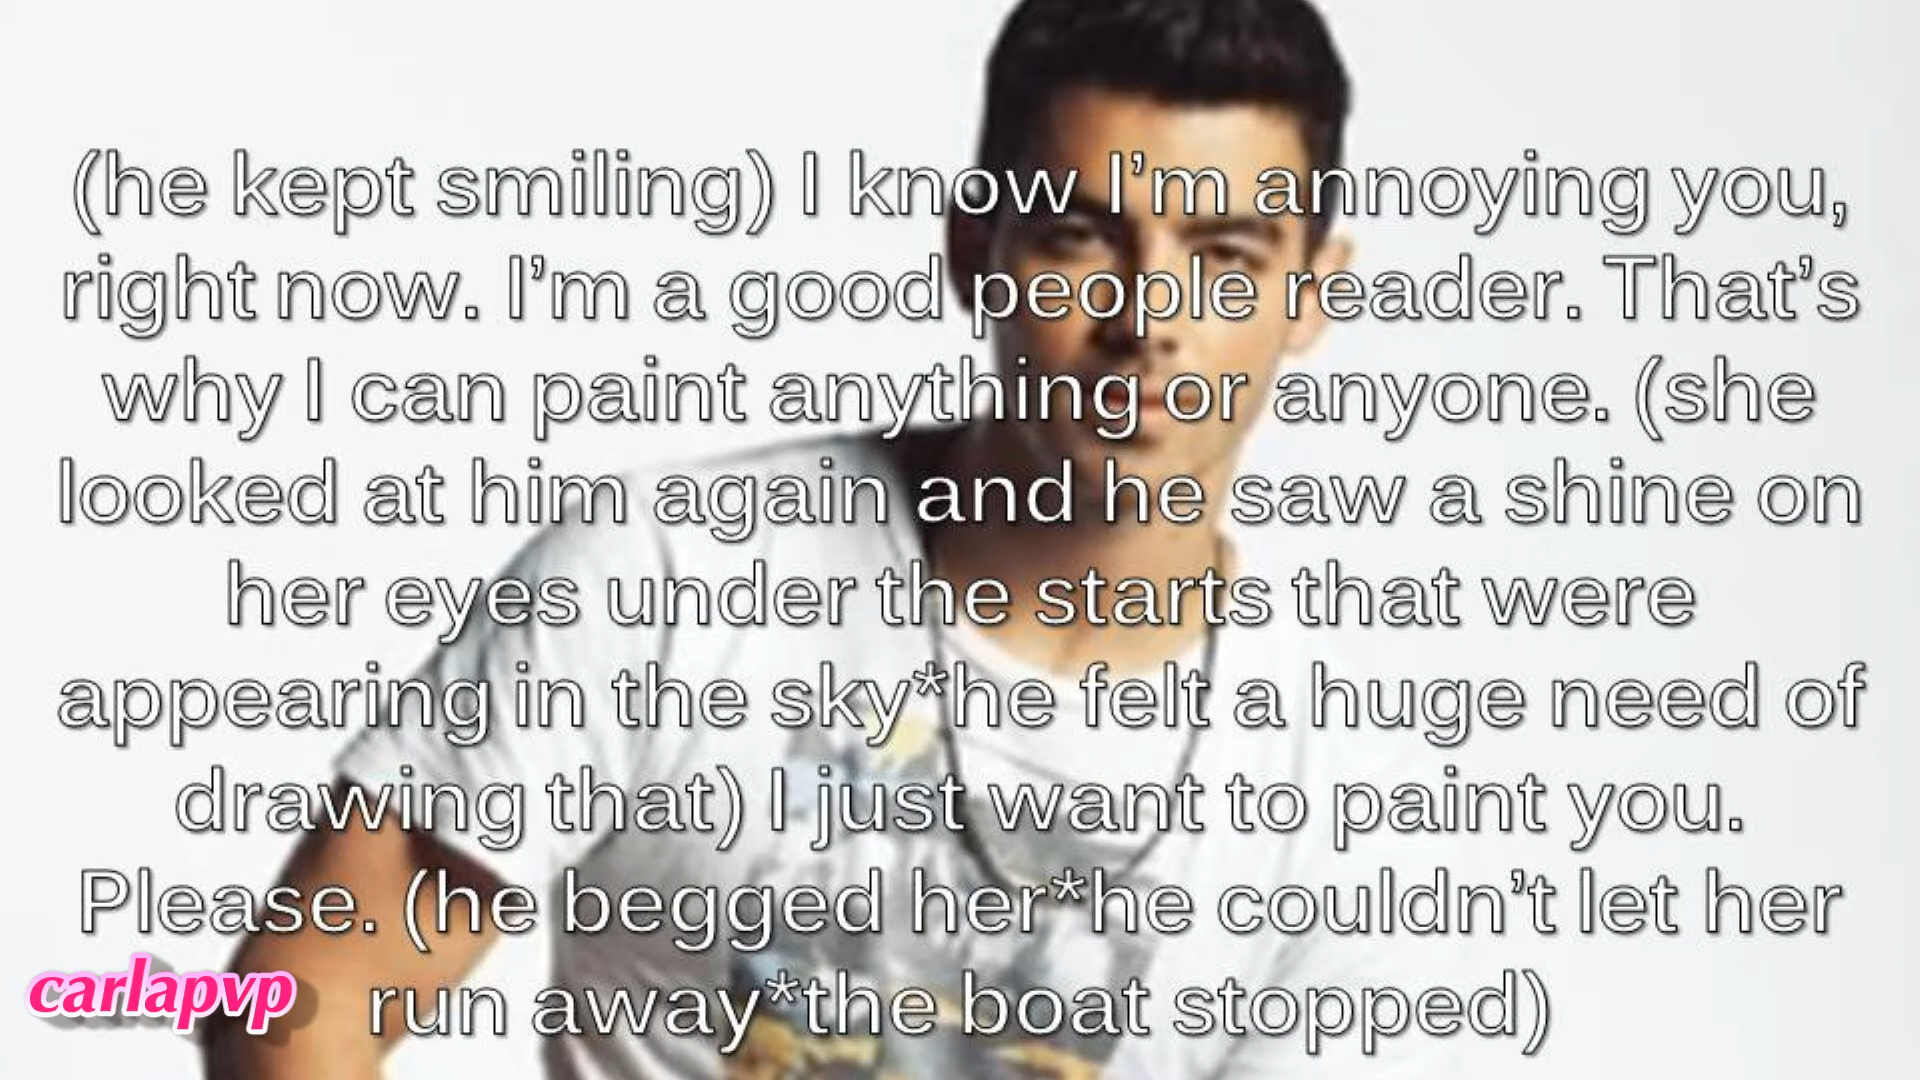 (he kept smiling) I know I’m annoying you,
right now. I’m a good people reader. That’s
why I can paint anything or anyone. (she
looked at him again and he saw a shine on
her eyes under the starts that were
appearing in the sky*he felt a huge need of
drawing that) I just want to paint you.
Please. (he begged her*he couldn’t let her
run away*the boat stopped)
carlapvp